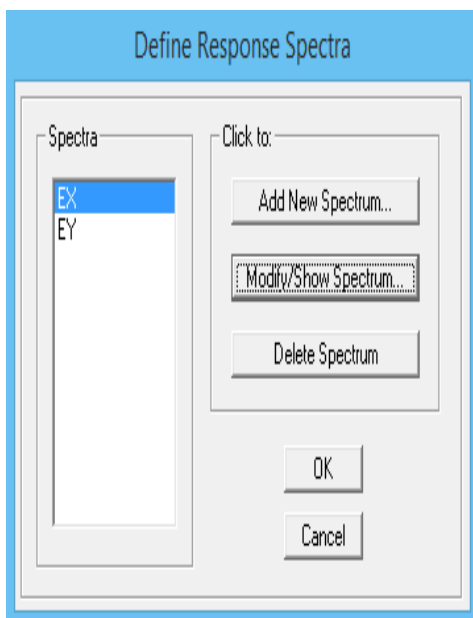 Define Response Spectra
Spectra
EX
EY
Click to:
Add New Spectrum...
Modify/Show Spectrum...
Delete Spectrum
OK
Cancel